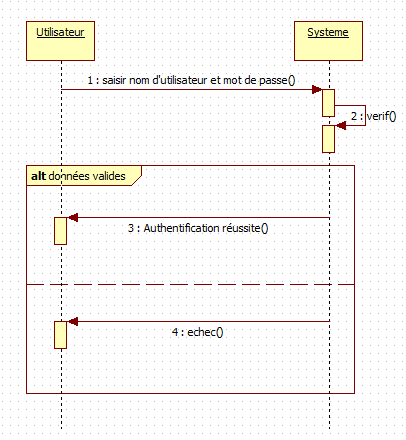 Utilisateur
Systeme
1 : saisir nom d'utilisateur et mot de passe()
2 : verif()
alt données valides
3 : Authentification réussite()
4 : echec()